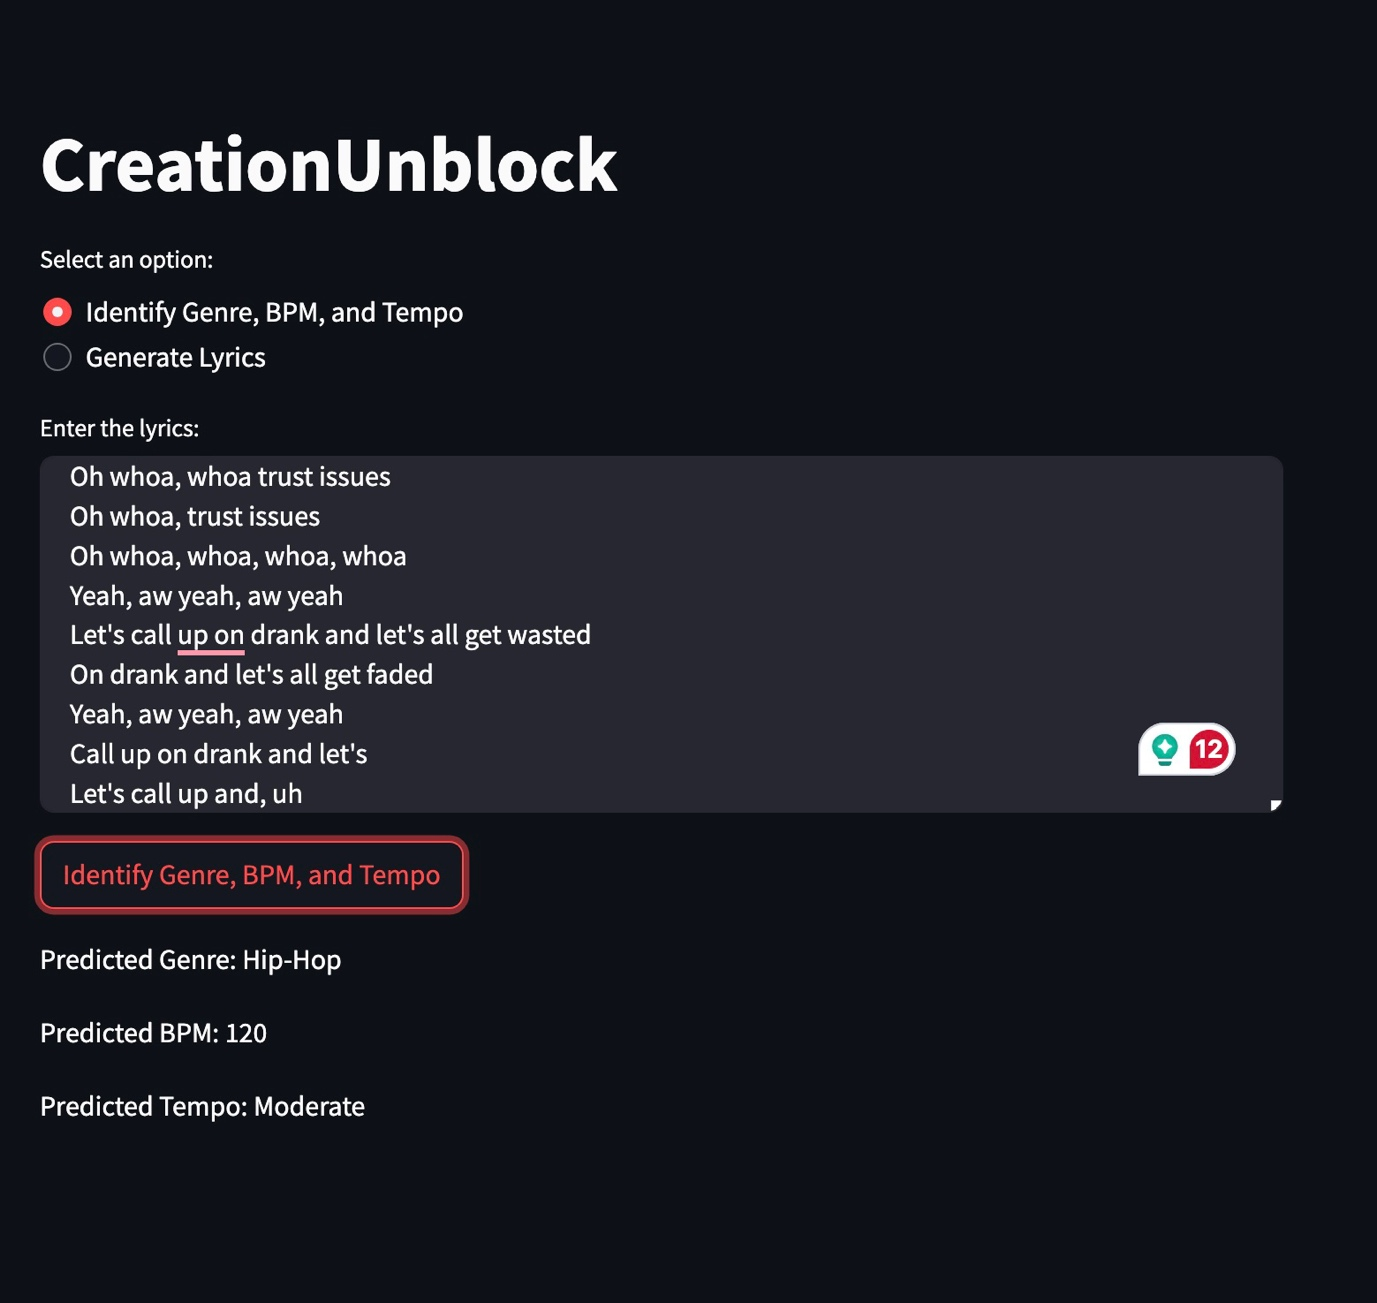 CreationUnblock
Select an option:
Identify Genre, BPM, and Tempo
Generate Lyrics
Enter the lyrics:
Oh whoa, whoa trust issues
Oh whoa, trust issues
Oh whoa, whoa, whoa, whoa
Yeah, aw yeah, aw yeah
Let's call up on drank and let's all get wasted
On drank and let's all get faded
Yeah, aw yeah, aw yeah
Call up on drank and let's
Let's call up and, uh
12
Identify Genre, BPM, and Tempo
Predicted Genre: Hip-Hop
Predicted BPM: 120
Predicted Tempo: Moderate